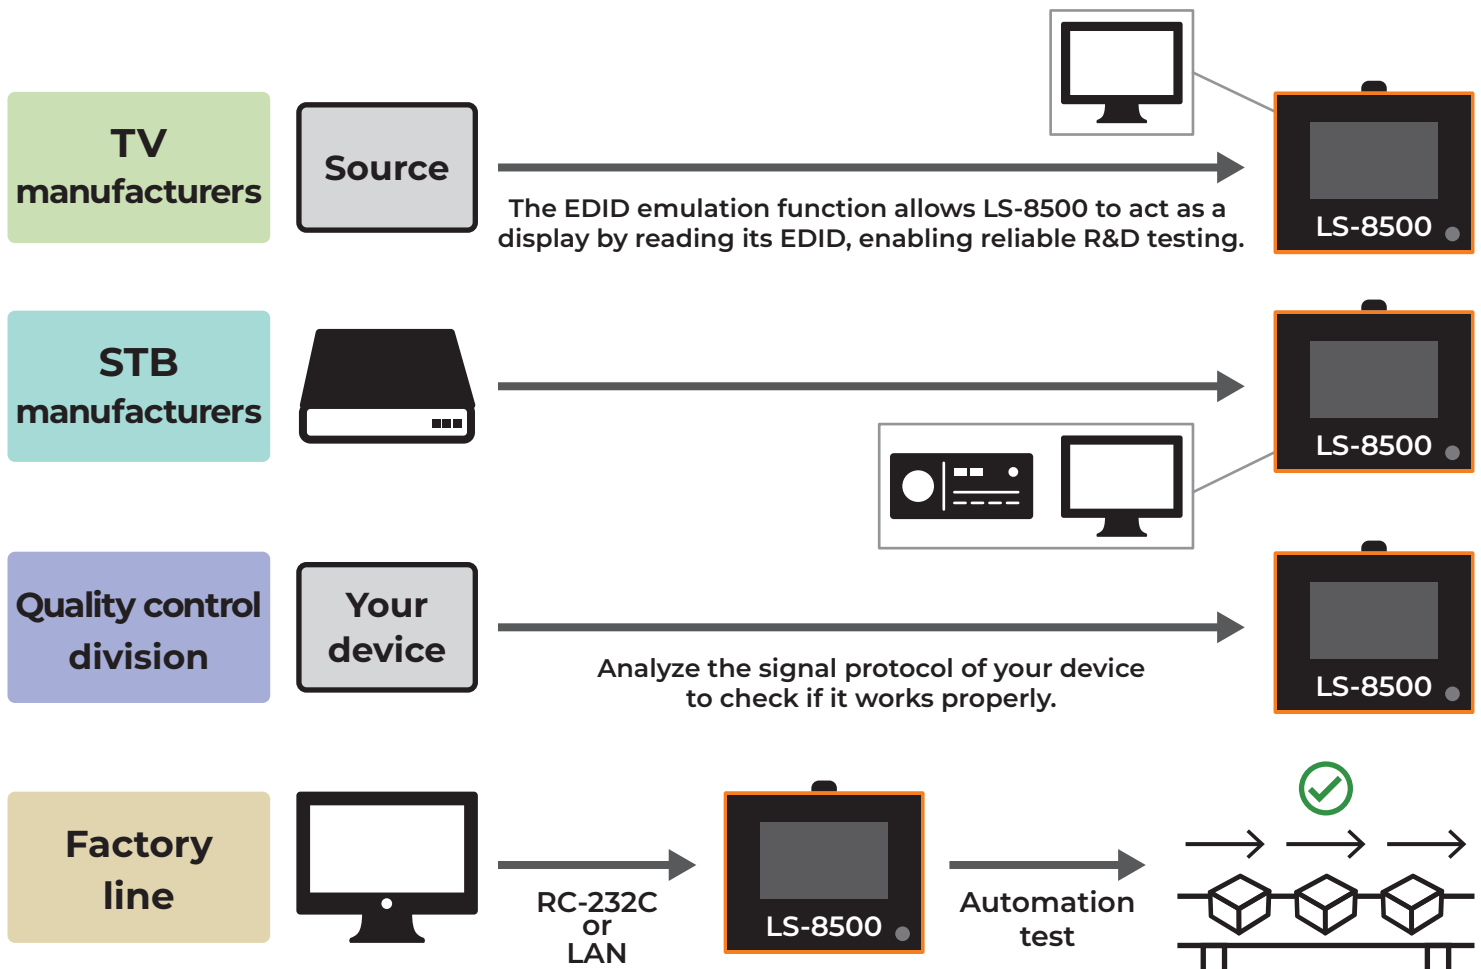 TV
manufacturers
Source
The EDID emulation function allows LS-8500 to act as a
display by reading its EDID, enabling reliable R&D testing.
LS-8500
STB
manufacturers
LS-8500
Quality control
division
Your
device
Analyze the signal protocol of your device
to check if it works properly.
LS-8500
Factory
line
RC-232C
or
LAN
LS-8500
Automation
test